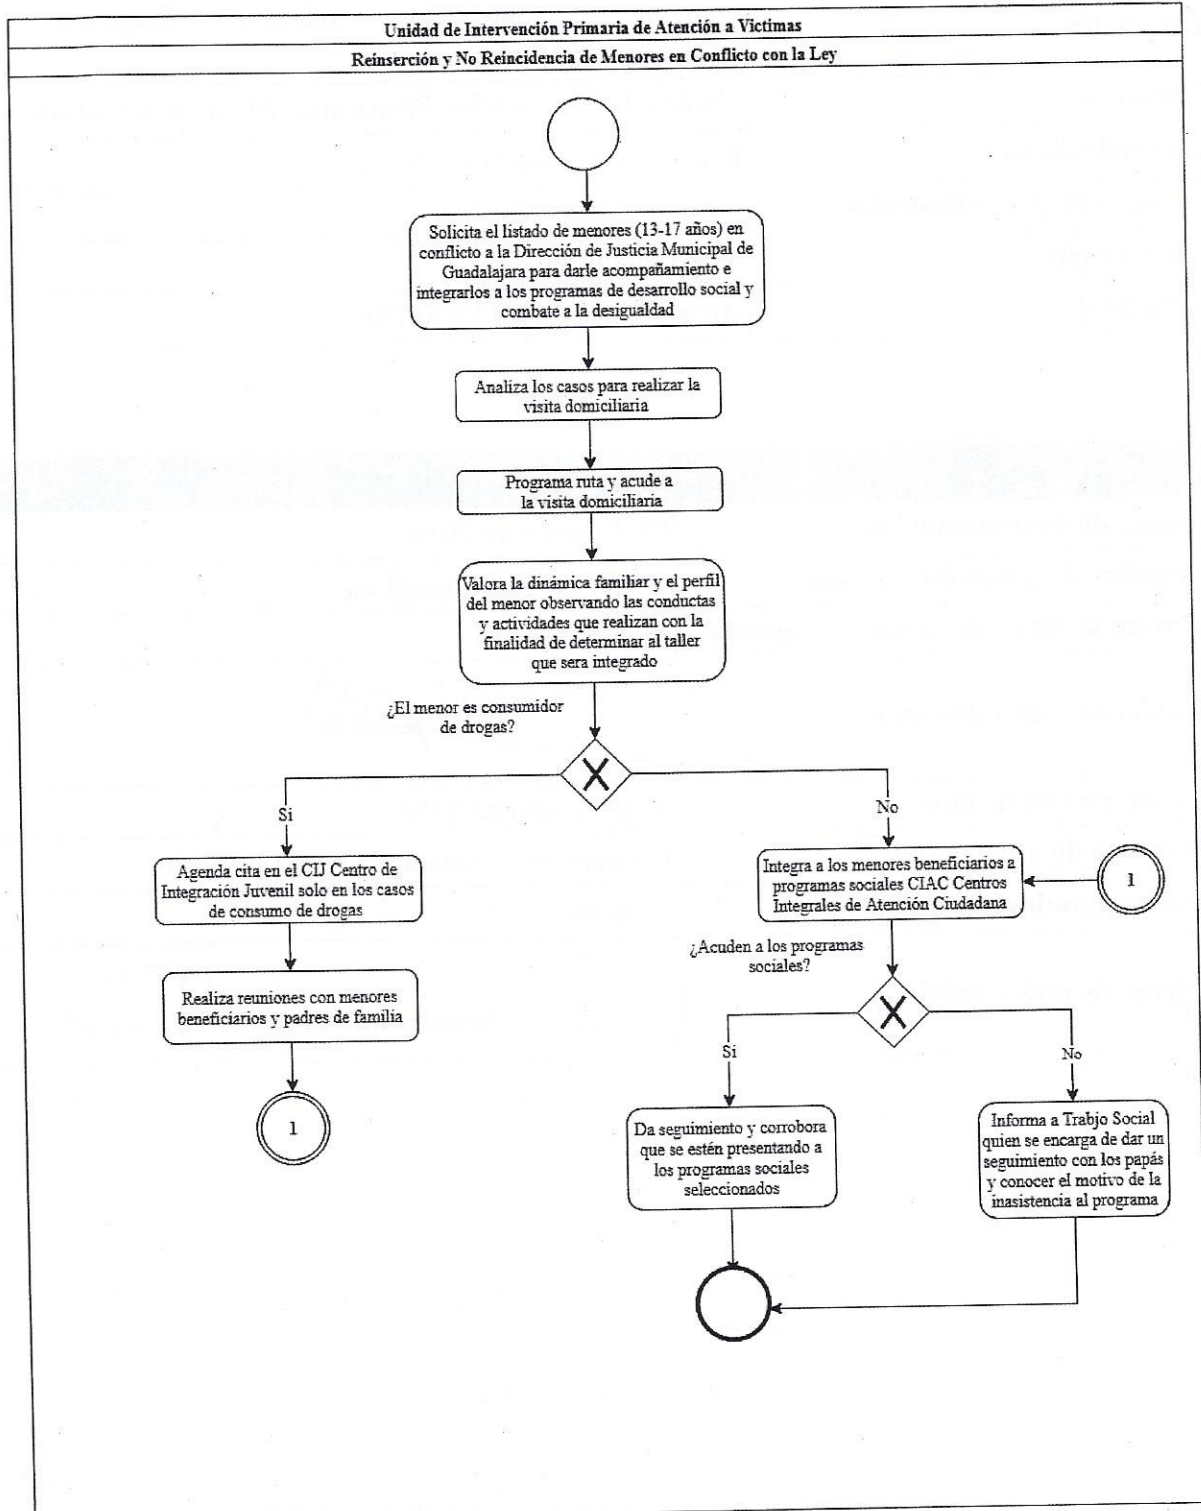 Unidad de Intervención Primaria de Atención a Victimas
Reinserción y No Reincidencia de Menores en Conflicto con la Ley
Solicita el listado de menores (13-17 años) en
conflicto a la Dirección de Justicia Municipal de
Guadalajara para darle acompañamiento e
integrarlos a los programas de desarrollo social y
combate a la desigualdad
Analiza los casos para realizar la
visita domiciliaria
Programa ruta y acude a
la visita domiciliaria
Valora la dinámica familiar y el perfil
del menor observando las conductas
y actividades que realizan con la
finalidad de determinar al taller
que sera integrado
¿El menor es consumidor
de drogas?
Si
No
Agenda cita en el CIJ Centro de
Integración Juvenil solo en los casos
de consumo de drogas
Integra a los menores beneficiarios a
programas sociales CIAC Centros
Integrales de Atención Ciudadana
1
¿Acuden a los programas
sociales?
Realiza reuniones con menores
beneficiarios y padres de familia
Si
No
1
Da seguimiento y corrobora
que se estén presentando a
los programas sociales
seleccionados
Informa a Trabjo Social
quien se encarga de dar un
seguimiento con los papás
y conocer el motivo de la
inasistencia al programa